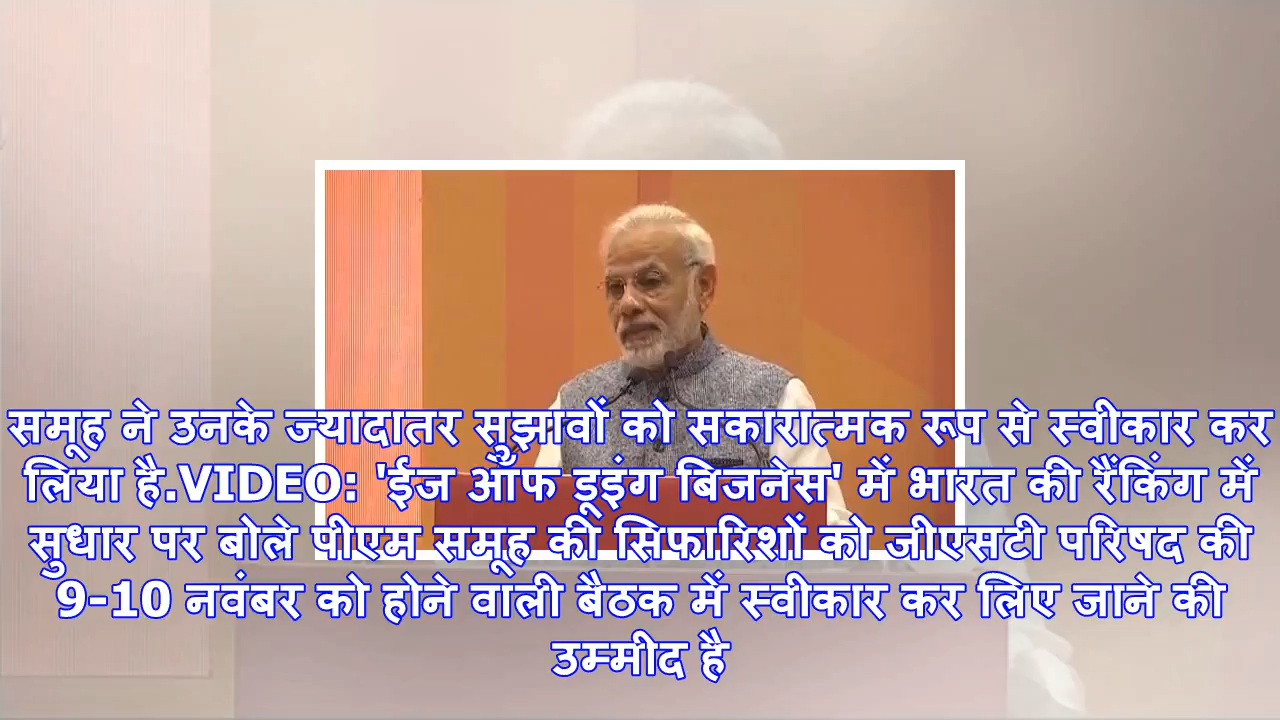 समूह ने उनके ज्यादातर सुझावों को सकारात्मक रूप से स्वीकार कर
लिया है.VIDEO: 'ईज ऑफ डूइंग बिजनेस' में भारत की रैंकिंग में
सुधार पर बोले पीएम समूह की सिफारिशों को जीएसटी परिषद की
9-10 नवंबर को होने वाली बैठक में स्वीकार कर लिए जाने की
उम्मीद है